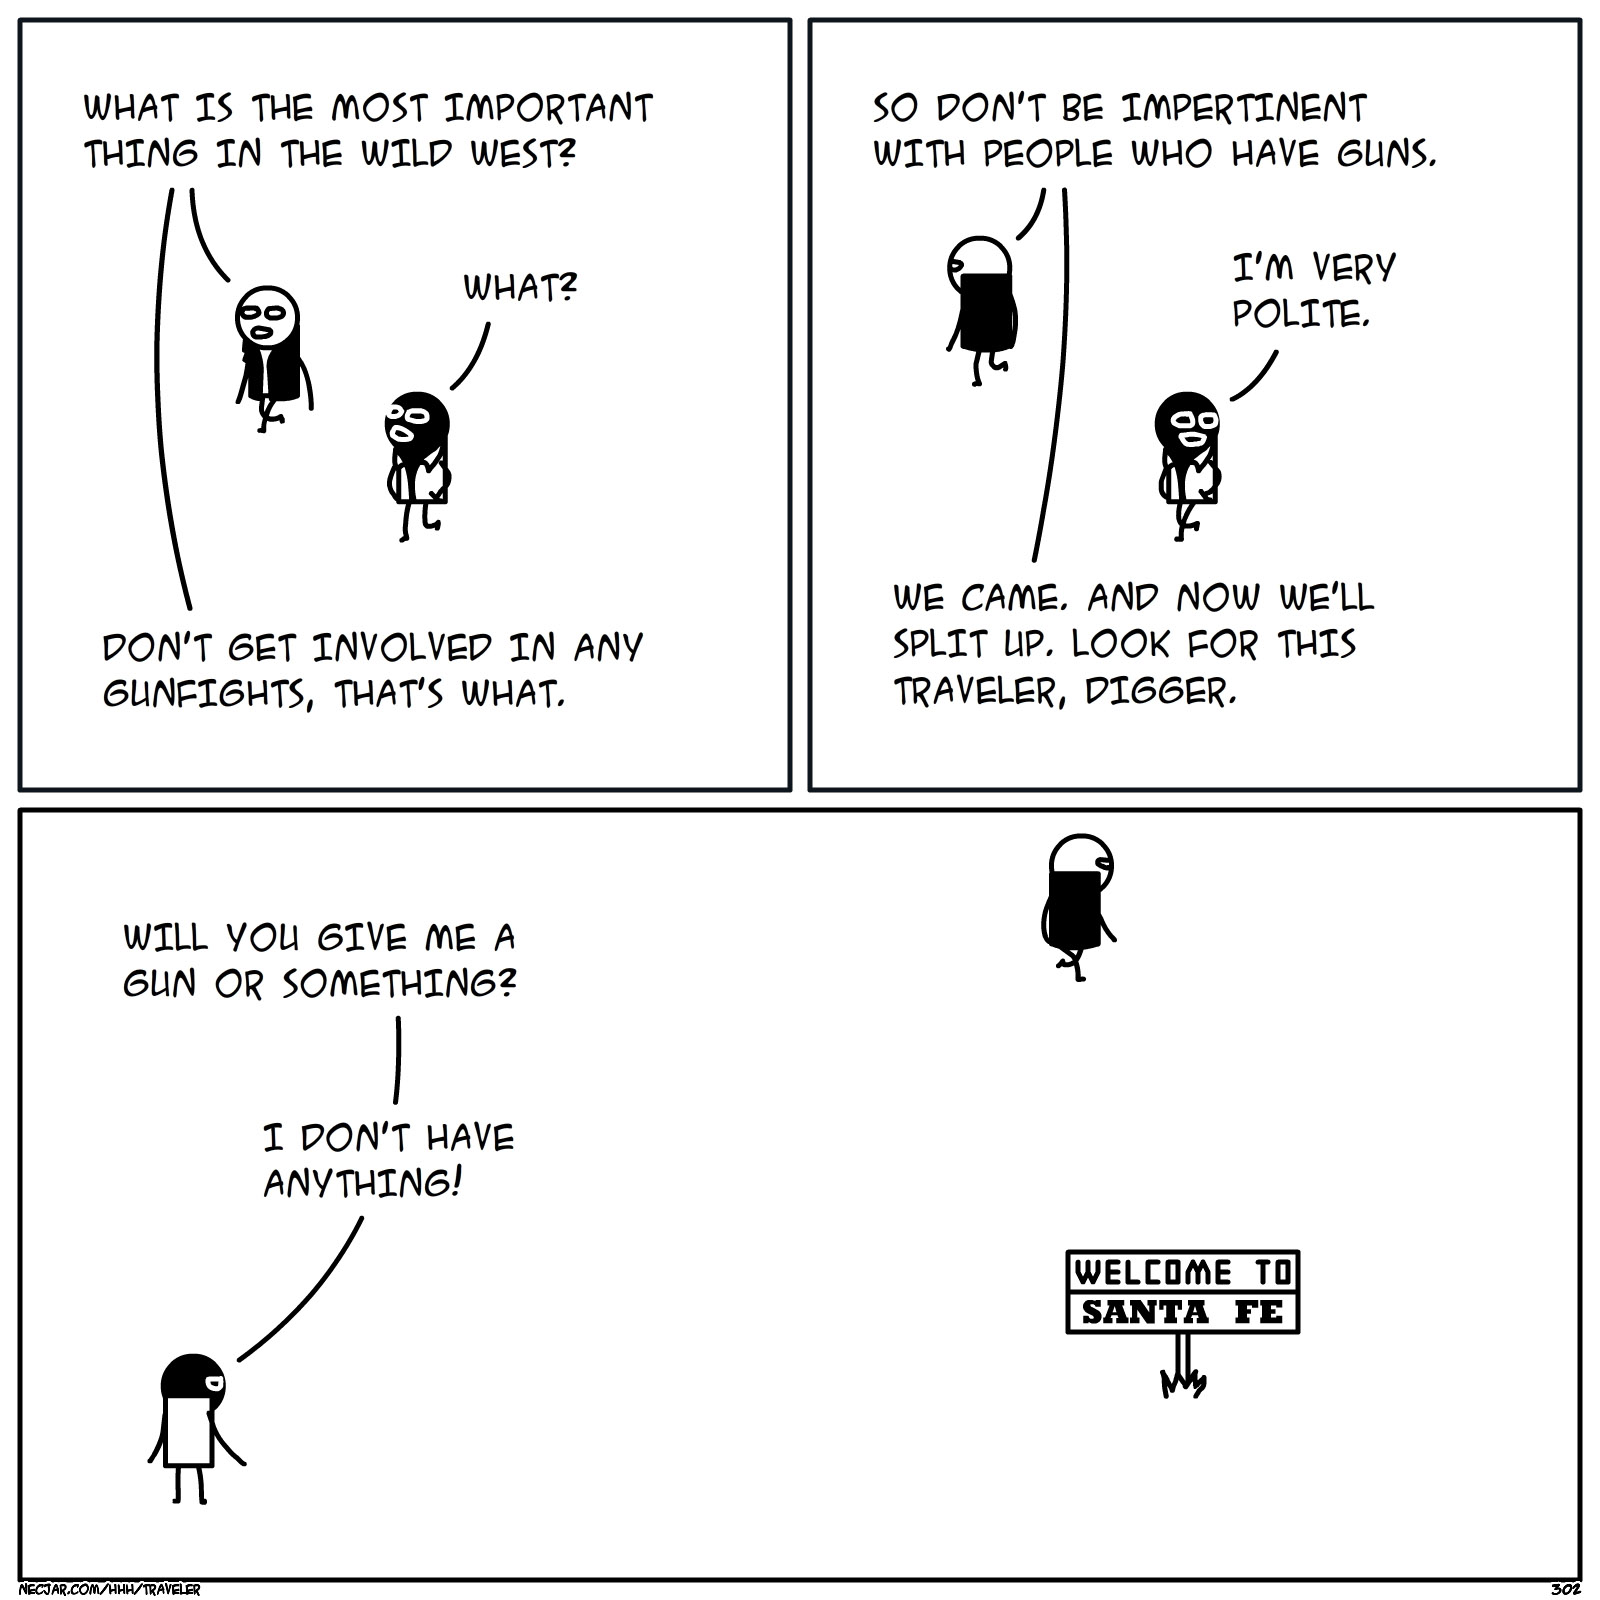 WHAT IS THE MOST IMPORTANT
THING IN THE WILD WEST?
WHAT?
DON'T GET INVOLVED IN ANY
GUNFIGHTS, THAT'S WHAT.
SO DON'T BE IMPERTINENT
WITH PEOPLE WHO HAVE GUNS.
I'M VERY
POLITE.
WE CAME. AND NOW WE'LL
SPLIT UP. LOOK FOR THIS
TRAVELER, DIGGER.
WILL YOU GIVE ME A
GUN OR SOMETHING?
I DON'T HAVE
ANYTHING!
WELCOME TO
SANTA FE
NECJAR.COM/HHH/TRAVELER
302